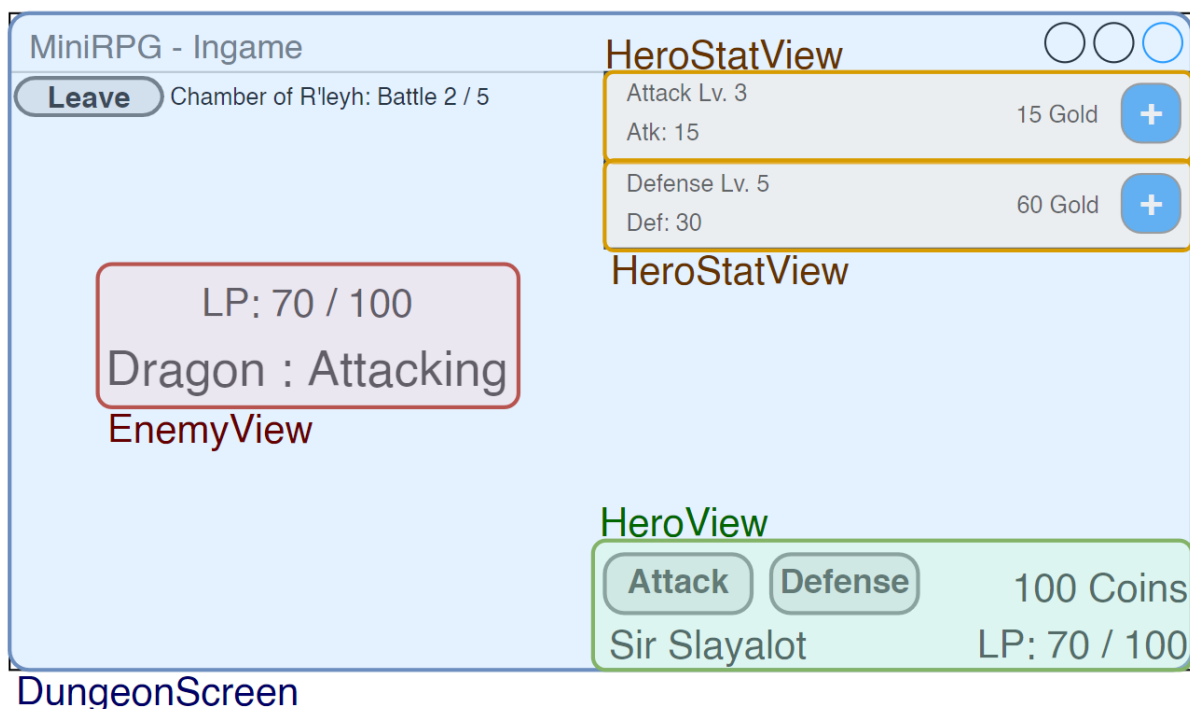 MiniRPG - Ingame
HeroStatView
Leave
Chamber of R'leyh: Battle 2 / 5
Attack Lv. 3
Atk: 15
15 Gold
+
Defense Lv. 5
Def: 30
60 Gold
+
HeroStatView
LP: 70 / 100
Dragon : Attacking
EnemyView
HeroView
Attack
Defense
100 Coins
Sir Slayalot
LP: 70 / 100
DungeonScreen